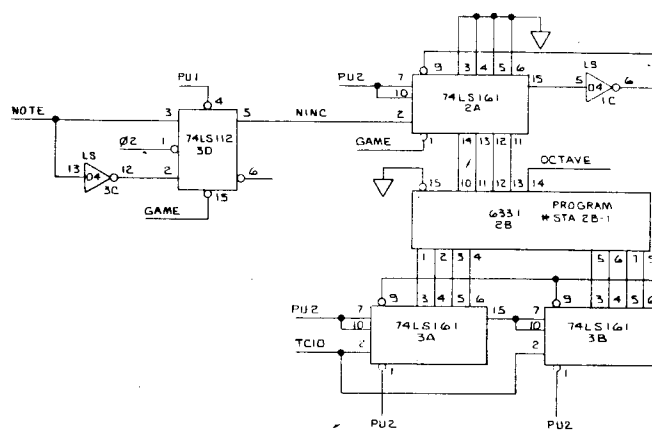 PU1
4
NOTE
3
5
NINC
74LS112
3D
Ø2
1
LS
13
04
12
2
3C
6
15
GAME
PU2
7
10
9
3 4 5 6
15
74LS161
2A
2
GAME
1
14 13 12 11
LS
5
04
6
1C
OCTAVE
15
10 11 12 13 14
PROGRAM
6331
# STA 2B-1
2B
1 2 3 4
5 6 7 9
9
3 4 5 6
PU2
7
10
15
74LS161
3A
TC10
2
1
PU2
9
3 4 5 6
7
10
74LS161
3B
2
1
PU2